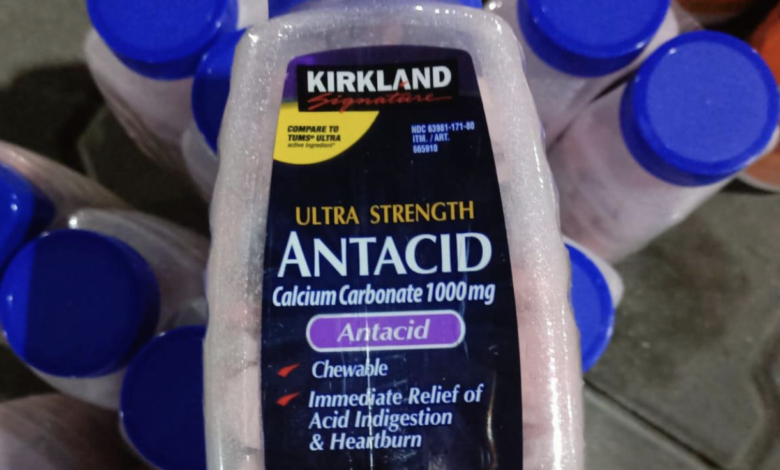 KIRKLAND
Signature
COMPARE TO
TUMS® ULTRA
active ingredient*
NDC 63981-171-80
ITM. / ART.
665910
ULTRA STRENGTH
ANTACID
Calcium Carbonate 1000 mg
Antacid
Chewable
Immediate Relief of
Acid Indigestion
& Heartburn